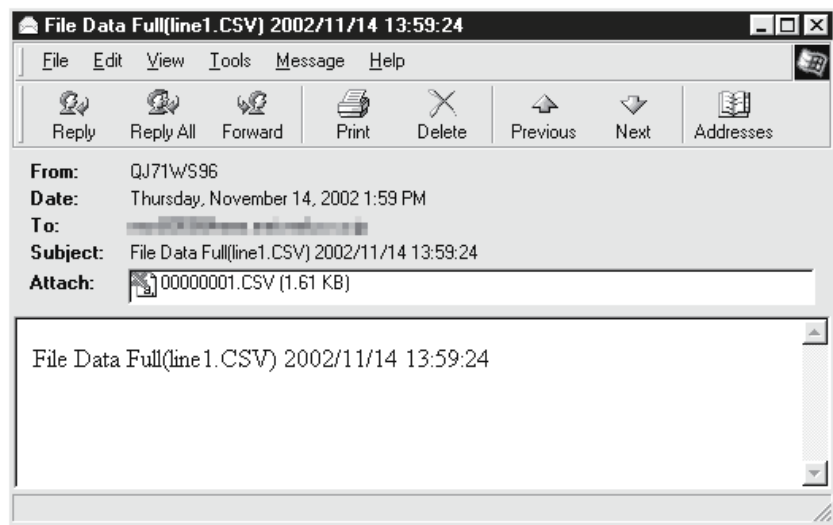 File Data Full(line1.CSV) 2002/11/14 13:59:24
File Edit View Tools Message Help
Reply Reply All Forward Print Delete Previous Next Addresses
From: QJ71WS96
Date: Thursday, November 14, 2002 1:59 PM
To:
Subject: File Data Full(line1.CSV) 2002/11/14 13:59:24
Attach: 00000001.CSV (1.61 KB)
File Data Full(line1.CSV) 2002/11/14 13:59:24